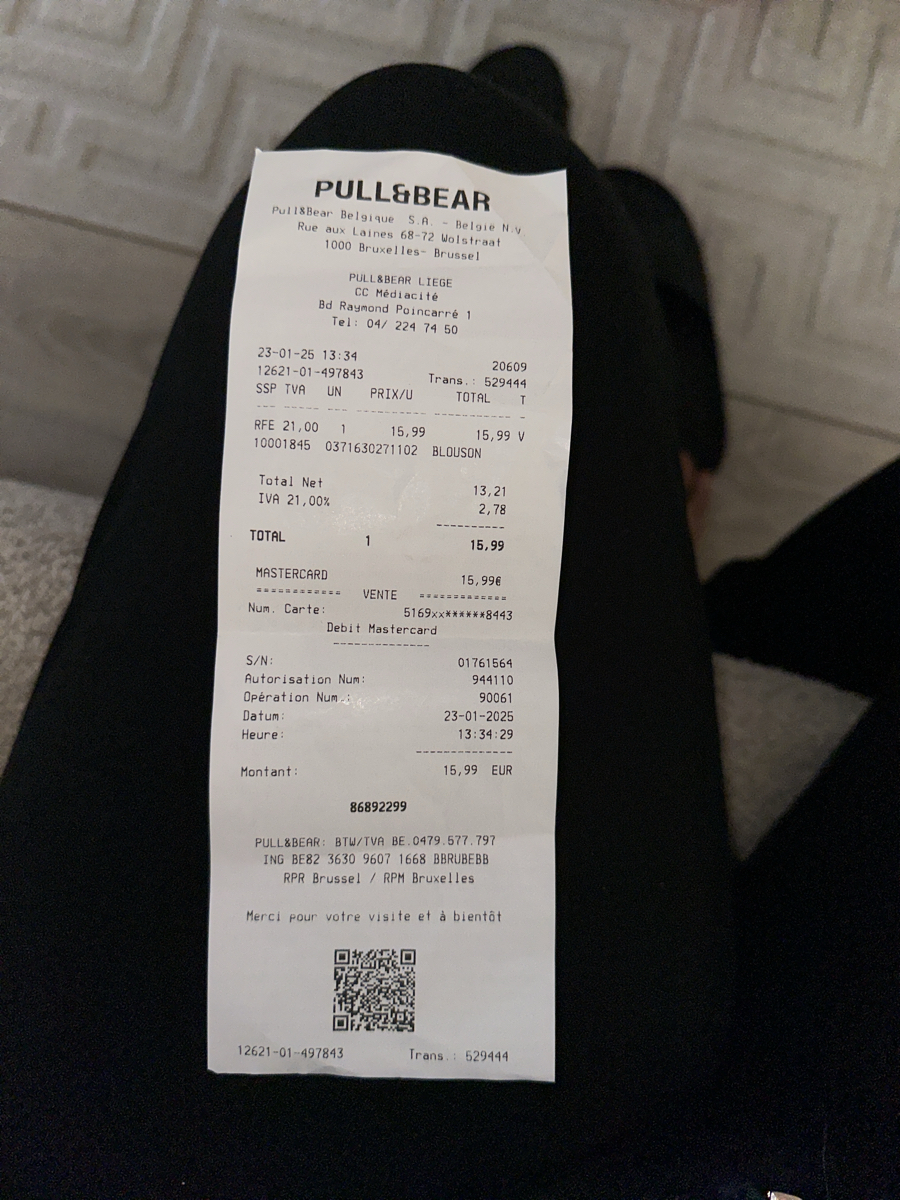 PULL&BEAR
Pull&Bear Belgique S.A. - Belgie N.v
Rue aux Laines 68-72 Wolstraat
1000 Bruxelles- Brussel
PULL&BEAR LIEGE
CC Médiacité
Bd Raymond Poincarré 1
Tel: 04/ 224 74 50
23-01-25 13:34 20609
12621-01-497843 Trans.: 529444
SSP TVA UN PRIX/U TOTAL T
--- ----- --- ---------- ----------- -
RFE 21,00 1 15,99 15,99 V
10001845 0371630271102 BLOUSON
Total Net 13,21
IVA 21,00% 2,78
----------
TOTAL 1 15,99
MASTERCARD 15,99€
============ VENTE =============
Num. Carte: 5169xx******8443
Debit Mastercard
--------------
S/N: 01761564
Autorisation Num: 944110
Opération Num.: 90061
Datum: 23-01-2025
Heure: 13:34:29
--------------
Montant: 15,99 EUR
86892299
PULL&BEAR: BTW/TVA BE.0479.577.797
ING BE82 3630 9607 1668 BBRUBEBB
RPR Brussel / RPM Bruxelles
Merci pour votre visite et à bientôt
12621-01-497843 Trans.: 529444